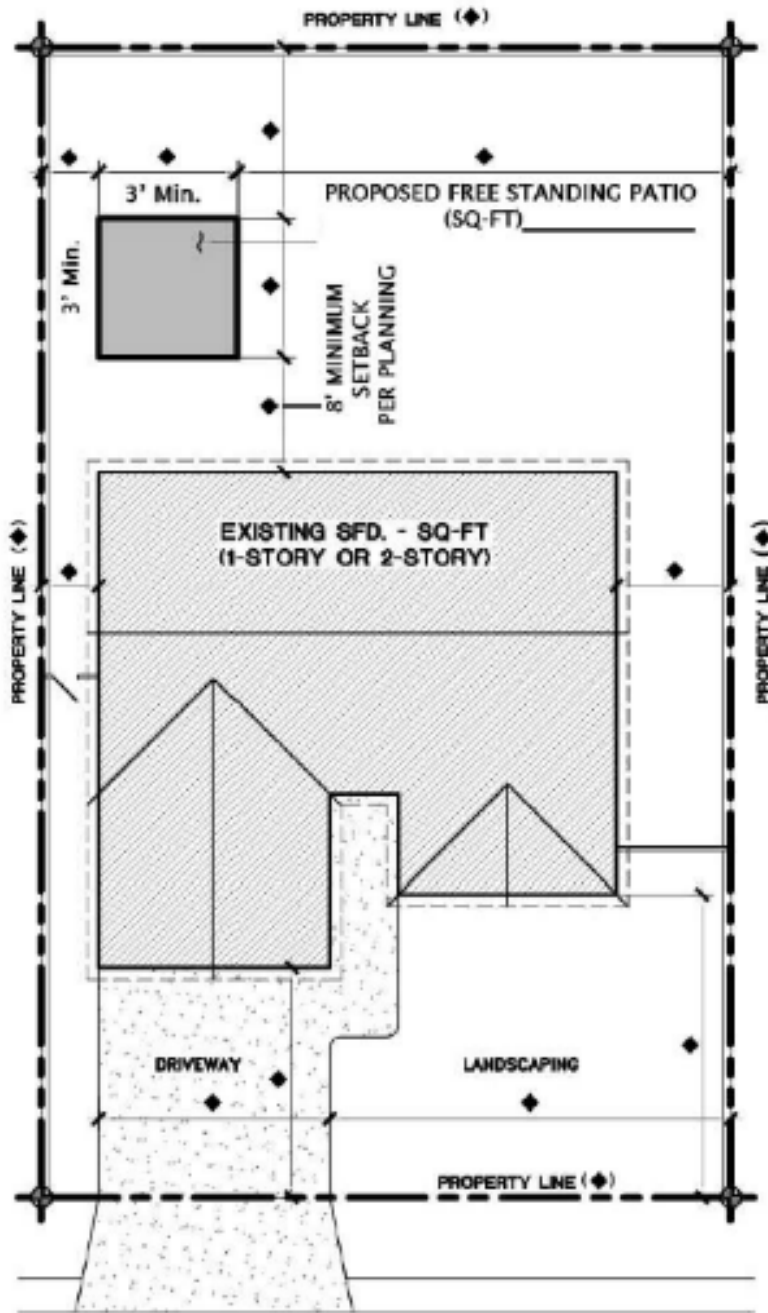 PROPERTY LINE (◆)
3' Min.
PROPOSED FREE STANDING PATIO
(SQ-FT)
3' Min.
8' MINIMUM
SETBACK
PER PLANNING
EXISTING SFD. - SQ-FT
(1-STORY OR 2-STORY)
PROPERTY LINE (◆)
PROPERTY LINE (◆)
DRIVEWAY
LANDSCAPING
PROPERTY LINE (◆)